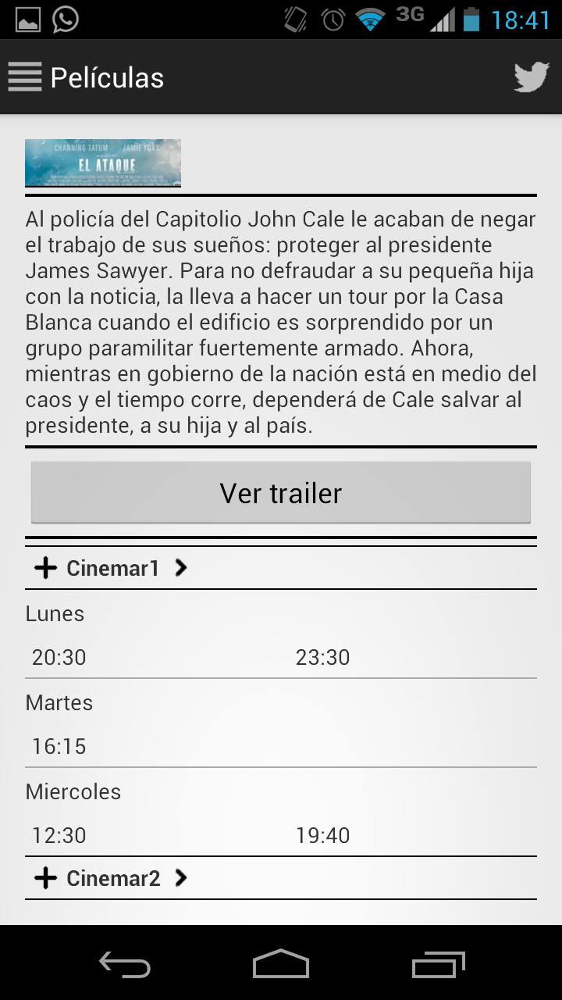 3G 18:41
Películas
CHANNING TATUM JAMIE FOXX
EL ATAQUE
Al policía del Capitolio John Cale le acaban de negar
el trabajo de sus sueños: proteger al presidente
James Sawyer. Para no defraudar a su pequeña hija
con la noticia, la lleva a hacer un tour por la Casa
Blanca cuando el edificio es sorprendido por un
grupo paramilitar fuertemente armado. Ahora,
mientras en gobierno de la nación está en medio del
caos y el tiempo corre, dependerá de Cale salvar al
presidente, a su hija y al país.
Ver trailer
Cinemar1
Lunes
20:30 23:30
Martes
16:15
Miercoles
12:30 19:40
Cinemar2